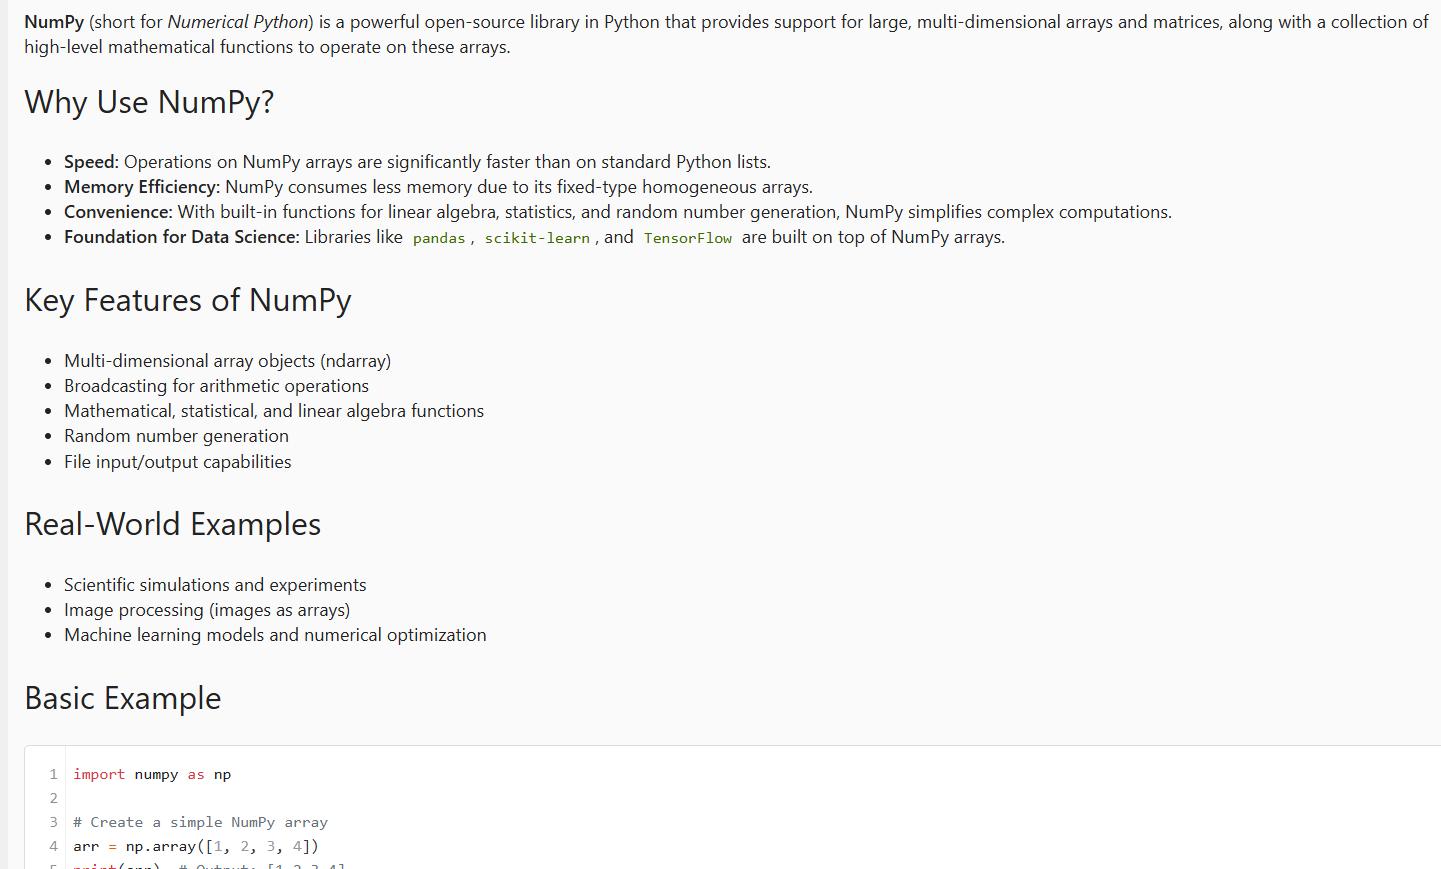 NumPy (short for Numerical Python) is a powerful open-source library in Python that provides support for large, multi-dimensional arrays and matrices, along with a collection of
high-level mathematical functions to operate on these arrays.
Why Use NumPy?
• Speed: Operations on NumPy arrays are significantly faster than on standard Python lists.
• Memory Efficiency: NumPy consumes less memory due to its fixed-type homogeneous arrays.
• Convenience: With built-in functions for linear algebra, statistics, and random number generation, NumPy simplifies complex computations.
• Foundation for Data Science: Libraries like pandas, scikit-learn, and TensorFlow are built on top of NumPy arrays.
Key Features of NumPy
• Multi-dimensional array objects (ndarray)
• Broadcasting for arithmetic operations
• Mathematical, statistical, and linear algebra functions
• Random number generation
• File input/output capabilities
Real-World Examples
• Scientific simulations and experiments
• Image processing (images as arrays)
• Machine learning models and numerical optimization
Basic Example
1 import numpy as np
2
3 # Create a simple NumPy array
4 arr = np.array([1, 2, 3, 4])
5 print(arr) # Output: [1 2 3 4]